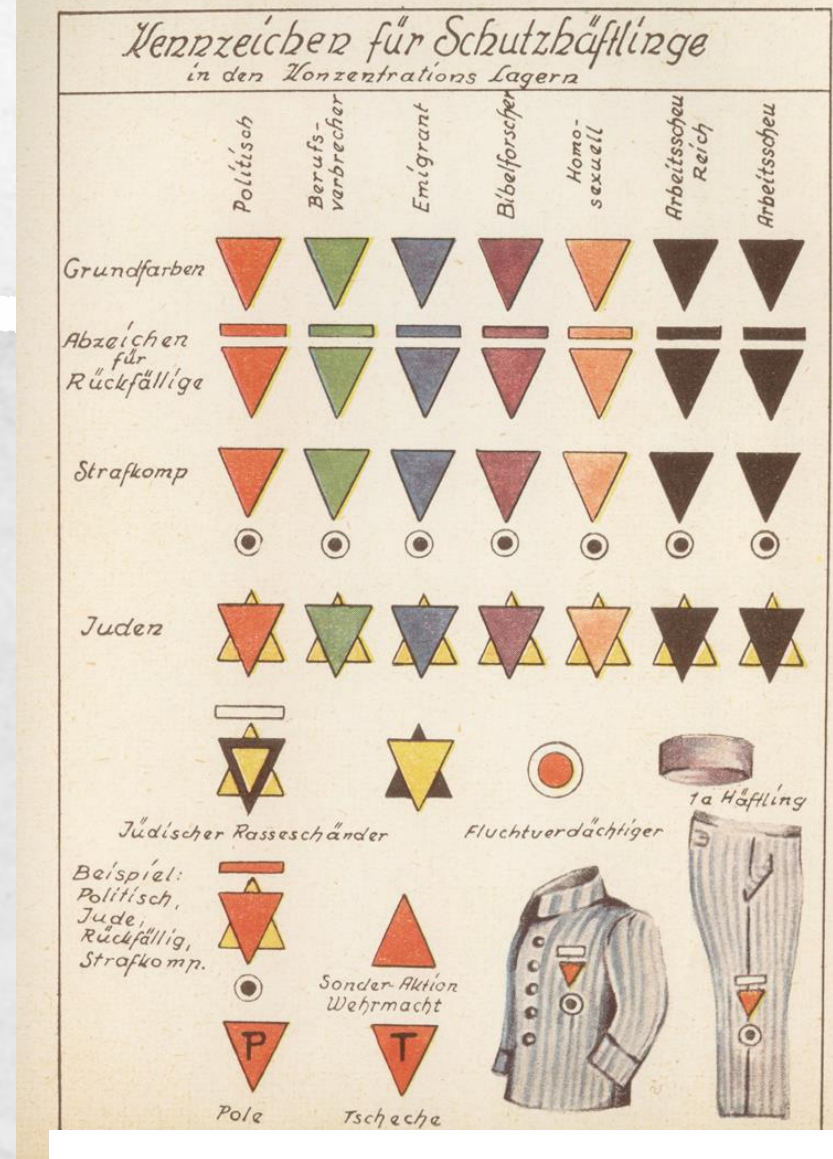 Kennzeichen für Schutzhäftlinge
in den Konzentrations Lagern
Politisch
Berufs-
verbrecher
Emigrant
Bibelforscher
Homo-
sexuell
Arbeitsscheu
Reich
Arbeitsscheu
Grundfarben
Abzeichen
für
Rückfällige
Strafkomp
Juden
Jüdischer Rasseschänder
Fluchtverdächtiger
1a Häftling
Beispiel:
Politisch,
Jude,
Rückfällig,
Strafkomp.
Sonder-Aktion
Wehrmacht
P
T
Pole
Tscheche